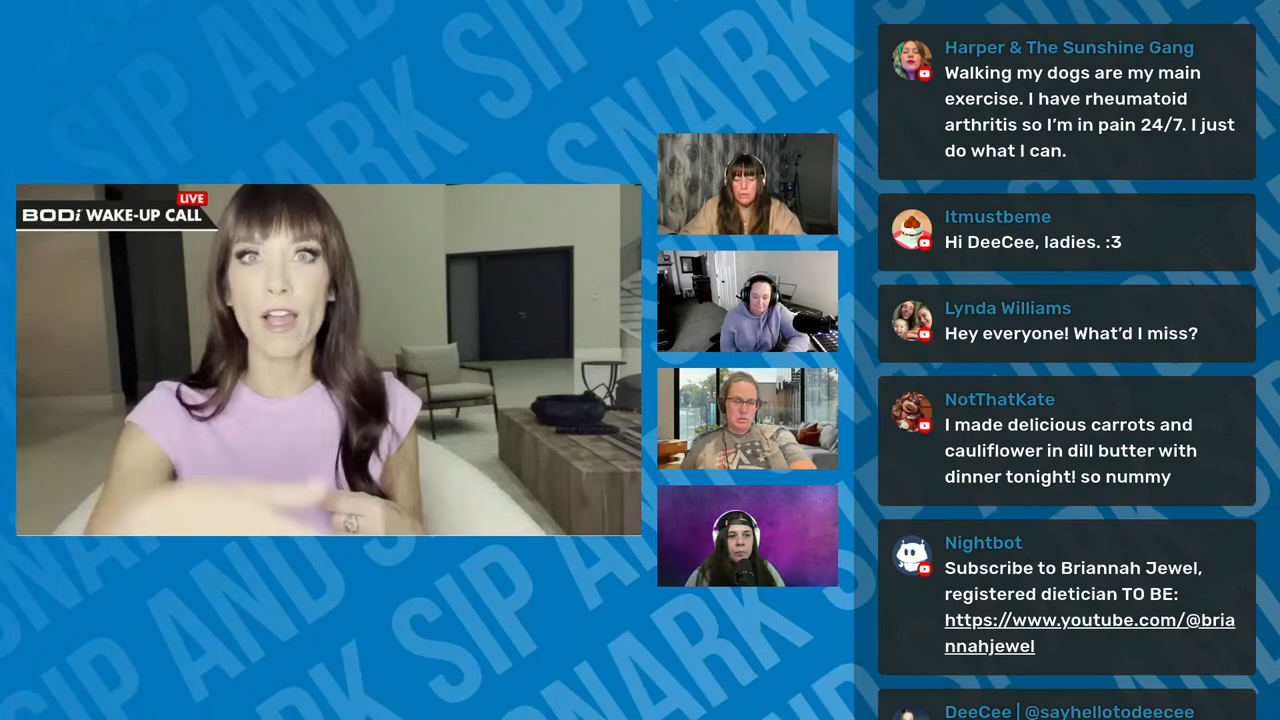 SIP AND SNARK
LIVE
BODi WAKE-UP CALL
Harper & The Sunshine Gang
Walking my dogs are my main
exercise. I have rheumatoid
arthritis so I'm in pain 24/7. I just
do what I can.
Itmustbeme
Hi DeeCee, ladies. :3
Lynda Williams
Hey everyone! What'd I miss?
NotThatKate
I made delicious carrots and
cauliflower in dill butter with
dinner tonight! so nummy
Nightbot
Subscribe to Briannah Jewel,
registered dietician TO BE:
https://www.youtube.com/@bria
nnahjewel
DeeCee | @sayhellotodeecee